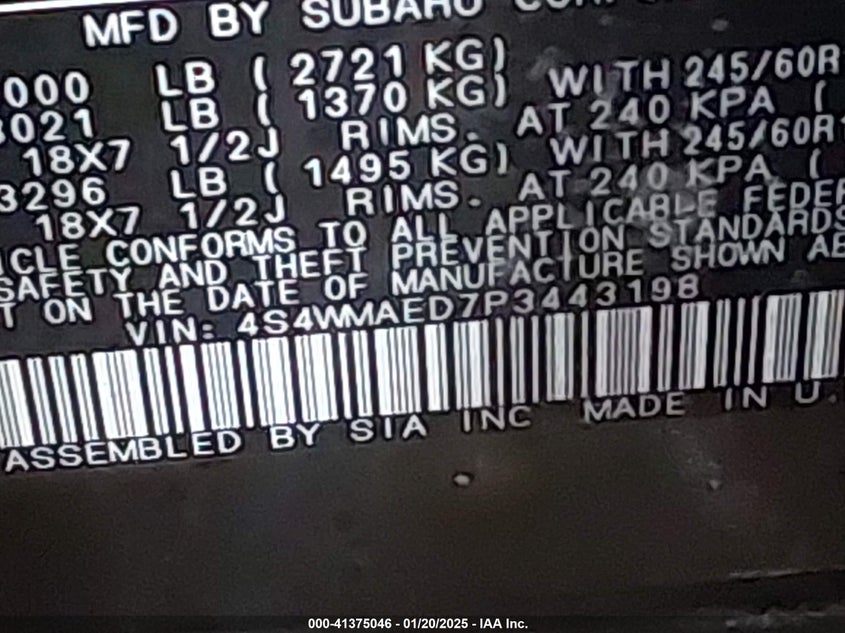 MFD BY SUBARU
000 LB ( 2721 KG)
3021 LB ( 1370 KG) WITH 245/60R
18X7 1/2J RIMS. AT 240 KPA (
3296 LB ( 1495 KG) WITH 245/60R
18X7 1/2J RIMS. AT 240 KPA (
ICLE CONFORMS TO ALL APPLICABLE FEDER
SAFETY AND THEFT PREVENTION STANDARDS
T ON THE DATE OF MANUFACTURE SHOWN AB
VIN: 4S4WMAED7P3443198
ASSEMBLED BY SIA INC MADE IN U.
000-41375046 - 01/20/2025 - IAA Inc.